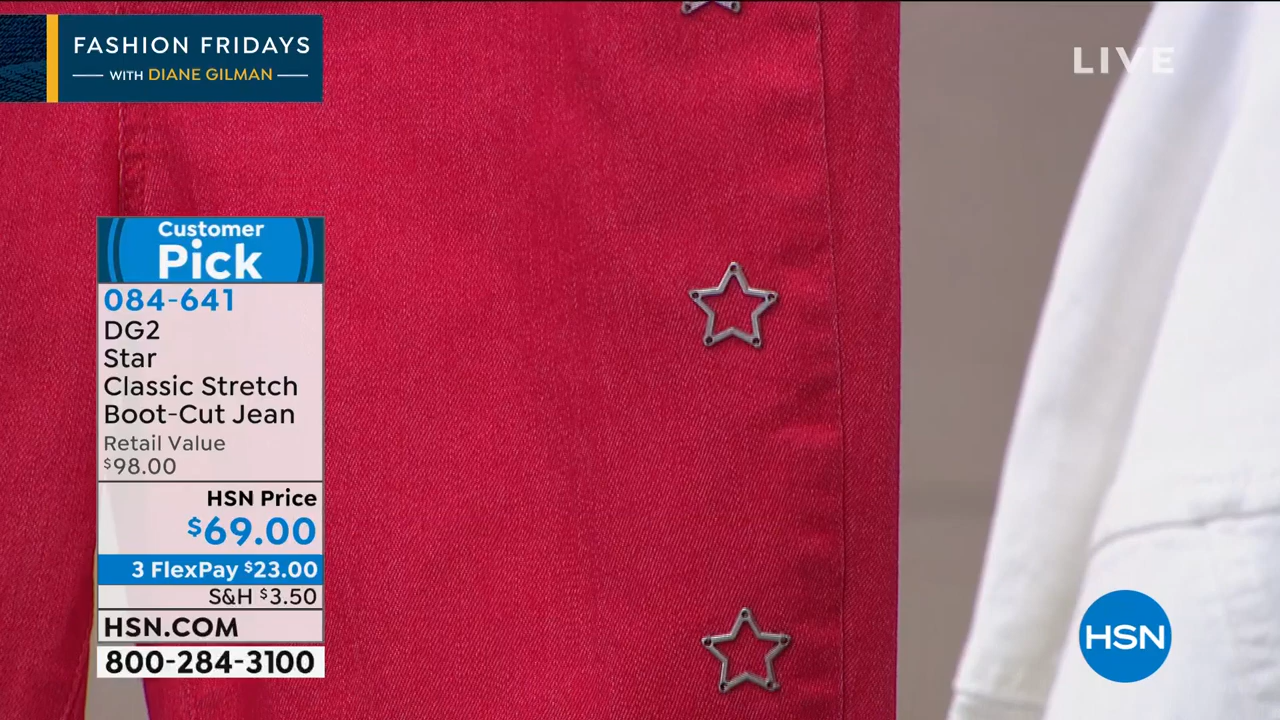 FASHION FRIDAYS
WITH DIANE GILMAN
LIVE
Customer
Pick
084-641
DG2
Star
Classic Stretch
Boot-Cut Jean
Retail Value
$98.00
HSN Price
$69.00
3 FlexPay $23.00
S&H $3.50
HSN.COM
800-284-3100
HSN